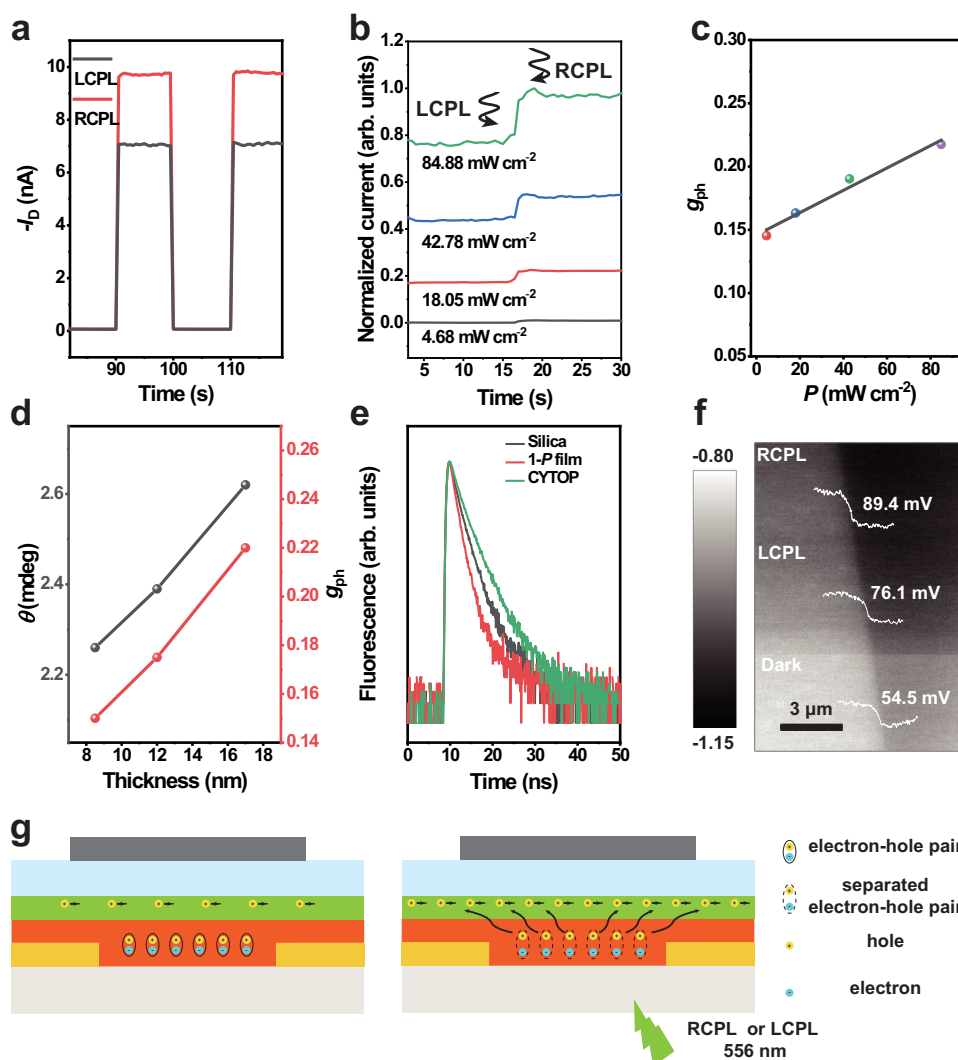 a
10
8
6
4
2
0
-I_D (nA)
LCPL
RCPL
90
100
110
Time (s)
b
1.2
1.0
0.8
0.6
0.4
0.2
0.0
Normalized current (arb. units)
RCPL
LCPL
84.88 mW cm⁻²
42.78 mW cm⁻²
18.05 mW cm⁻²
4.68 mW cm⁻²
5
10
15
20
25
30
Time (s)
c
0.30
0.25
0.20
0.15
0.10
0.05
g_ph
0
20
40
60
80
P (mW cm⁻²)
d
2.6
2.4
2.2
θ (mdeg)
0.26
0.24
0.22
0.20
0.18
0.16
0.14
g_ph
8
10
12
14
16
18
Thickness (nm)
e
Fluorescence (arb. units)
Silica
1-P film
CYTOP
0
10
20
30
40
50
Time (ns)
f
-0.80
-1.15
RCPL
89.4 mV
LCPL
76.1 mV
Dark
54.5 mV
3 μm
g
RCPL or LCPL
556 nm
electron-hole pair
separated
electron-hole pair
hole
electron